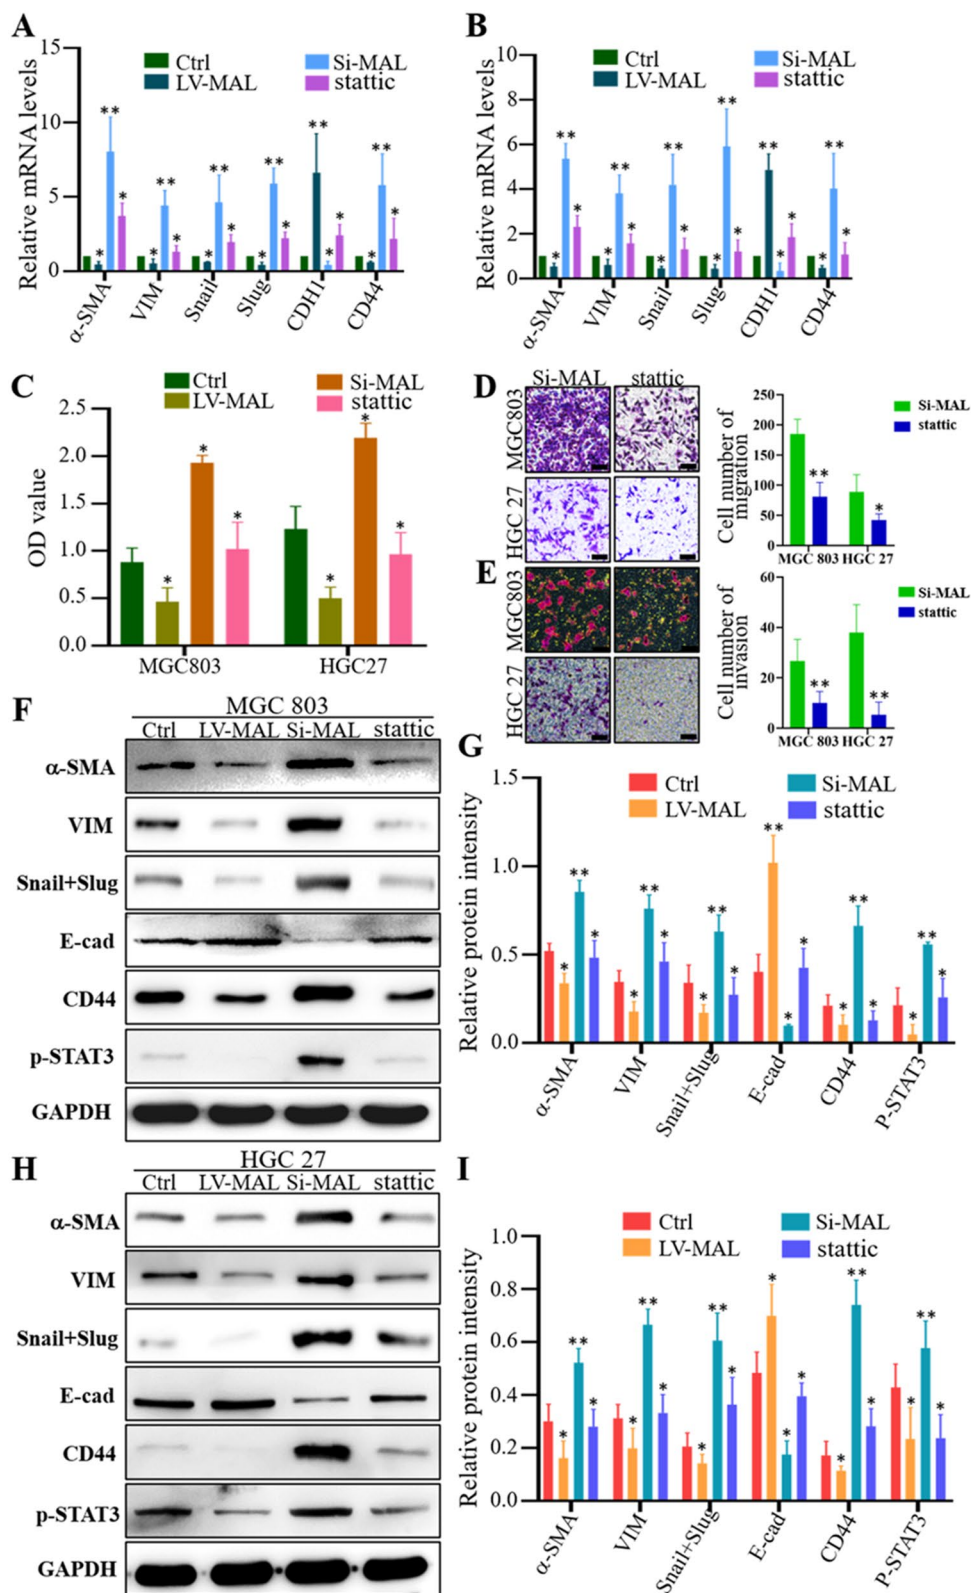 A
Relative mRNA levels
15
10
5
0
Ctrl
LV-MAL
Si-MAL
stattic
** * * ** * * ** * * ** * * ** * * ** * *
α-SMA
VIM
Snail
Slug
CDH1
CD44
B
Relative mRNA levels
10
8
6
4
2
0
Ctrl
LV-MAL
Si-MAL
stattic
** * * ** * * ** * * ** * * ** * * ** * *
α-SMA
VIM
Snail
Slug
CDH1
CD44
C
OD value
2.5
2.0
1.5
1.0
0.5
0.0
Ctrl
LV-MAL
Si-MAL
stattic
* * * * * *
MGC803
HGC27
D
Si-MAL stattic
MGC803
HGC 27
Cell number of
migration
250
200
150
100
50
0
Si-MAL
stattic
** *
MGC 803 HGC 27
E
MGC803
HGC 27
Cell number of
invasion
60
40
20
0
Si-MAL
stattic
** **
MGC 803 HGC 27
F
MGC 803
Ctrl LV-MAL Si-MAL stattic
α-SMA
VIM
Snail+Slug
E-cad
CD44
p-STAT3
GAPDH
G
Relative protein intensity
1.5
1.0
0.5
0.0
Ctrl
LV-MAL
Si-MAL
stattic
* ** * * ** * * ** * ** * * * ** * * ** *
α-SMA
VIM
Snail+Slug
E-cad
CD44
P-STAT3
H
HGC 27
Ctrl LV-MAL Si-MAL stattic
α-SMA
VIM
Snail+Slug
E-cad
CD44
p-STAT3
GAPDH
I
Relative protein intensity
1.0
0.8
0.6
0.4
0.2
0.0
Ctrl
LV-MAL
Si-MAL
stattic
* ** * * ** * * ** * * * * * ** * * ** *
α-SMA
VIM
Snail+Slug
E-cad
CD44
P-STAT3